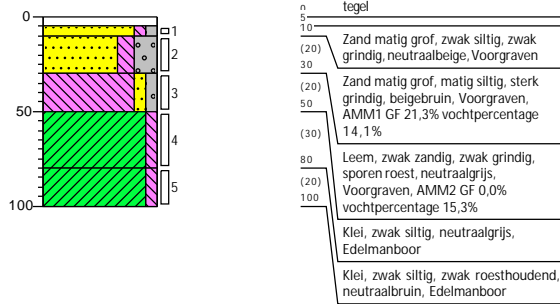 0
50
100
1
2
3
4
5
n
5
10
(20)
30
(20)
50
(30)
80
(20)
100
tegel
Zand matig grof, zwak siltig, zwak
grindig, neutraalbeige, Voorgraven
Zand matig grof, matig siltig, sterk
grindig, beigebruin, Voorgraven,
AMM1 GF 21,3% vochtpercentage
14,1%
Leem, zwak zandig, zwak grindig,
sporen roest, neutraalgrijs,
Voorgraven, AMM2 GF 0,0%
vochtpercentage 15,3%
Klei, zwak siltig, neutraalgrijs,
Edelmanboor
Klei, zwak siltig, zwak roesthoudend,
neutraalbruin, Edelmanboor